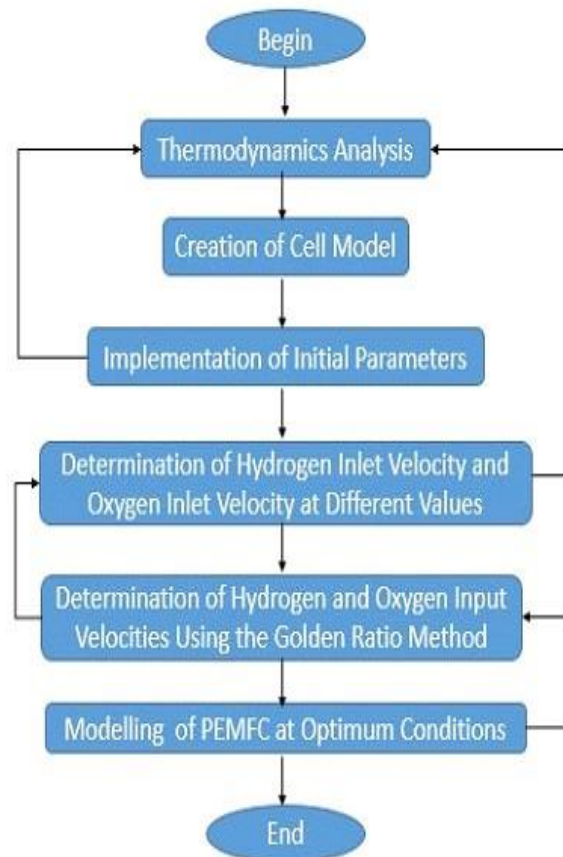 Begin
Thermodynamics Analysis
Creation of Cell Model
Implementation of Initial Parameters
Determination of Hydrogen Inlet Velocity and
Oxygen Inlet Velocity at Different Values
Determination of Hydrogen and Oxygen Input
Velocities Using the Golden Ratio Method
Modelling of PEMFC at Optimum Conditions
End